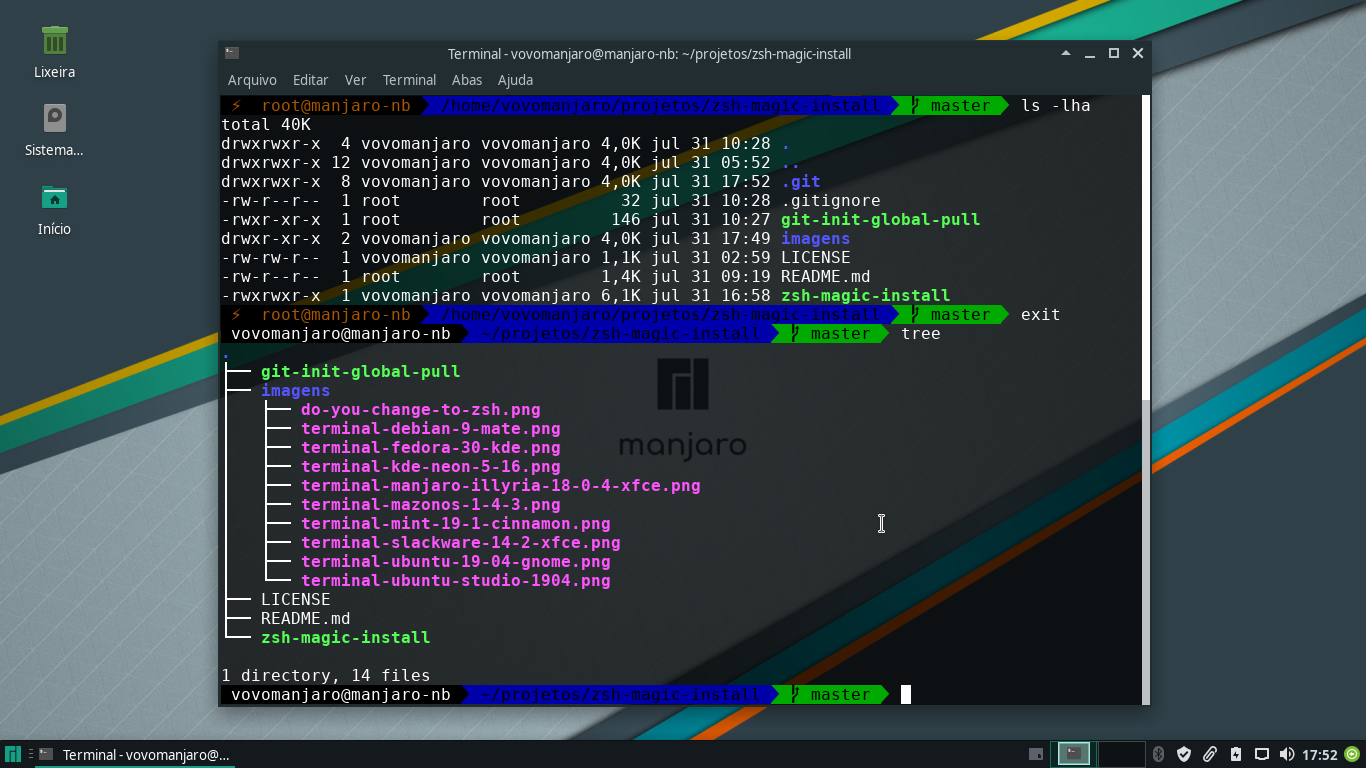 Lixeira
Sistema...
Início
Terminal - vovomanjaro@manjaro-nb: ~/projetos/zsh-magic-install
Arquivo Editar Ver Terminal Abas Ajuda
⚡ root@manjaro-nb /home/vovomanjaro/projetos/zsh-magic-install master ls -lha
total 40K
drwxrwxr-x 4 vovomanjaro vovomanjaro 4,0K jul 31 10:28 .
drwxrwxr-x 12 vovomanjaro vovomanjaro 4,0K jul 31 05:52 ..
drwxrwxr-x 8 vovomanjaro vovomanjaro 4,0K jul 31 17:52 .git
-rw-r--r-- 1 root root 32 jul 31 10:28 .gitignore
-rwxr-xr-x 1 root root 146 jul 31 10:27 git-init-global-pull
drwxr-xr-x 2 vovomanjaro vovomanjaro 4,0K jul 31 17:49 imagens
-rw-rw-r-- 1 vovomanjaro vovomanjaro 1,1K jul 31 02:59 LICENSE
-rw-r--r-- 1 root root 1,4K jul 31 09:19 README.md
-rwxrwxr-x 1 vovomanjaro vovomanjaro 6,1K jul 31 16:58 zsh-magic-install
⚡ root@manjaro-nb /home/vovomanjaro/projetos/zsh-magic-install master exit
vovomanjaro@manjaro-nb ~/projetos/zsh-magic-install master tree
.
├── git-init-global-pull
├── imagens
│   ├── do-you-change-to-zsh.png
│   ├── terminal-debian-9-mate.png
│   ├── terminal-fedora-30-kde.png
│   ├── terminal-kde-neon-5-16.png
│   ├── terminal-manjaro-illyria-18-0-4-xfce.png
│   ├── terminal-mazonos-1-4-3.png
│   ├── terminal-mint-19-1-cinnamon.png
│   ├── terminal-slackware-14-2-xfce.png
│   ├── terminal-ubuntu-19-04-gnome.png
│   └── terminal-ubuntu-studio-1904.png
├── LICENSE
├── README.md
└── zsh-magic-install
1 directory, 14 files
vovomanjaro@manjaro-nb ~/projetos/zsh-magic-install master
manjaro
Terminal - vovomanjaro@...
17:52